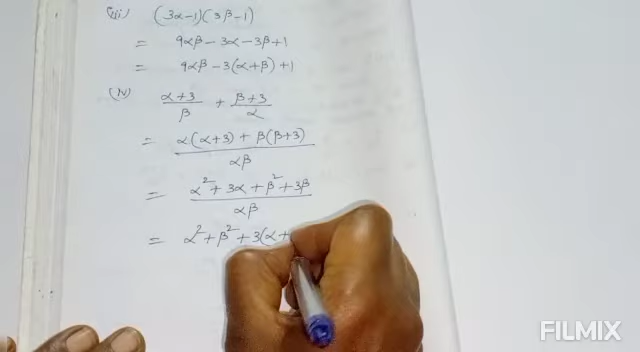 (iii) (3α-1)(3β-1)
= 9αβ-3α-3β+1
= 9αβ-3(α+β)+1
(iv) α+3/β + β+3/α
= α(α+3)+β(β+3)/αβ
= α²+3α+β²+3β/αβ
= α²+β²+3(α+
FILMIX